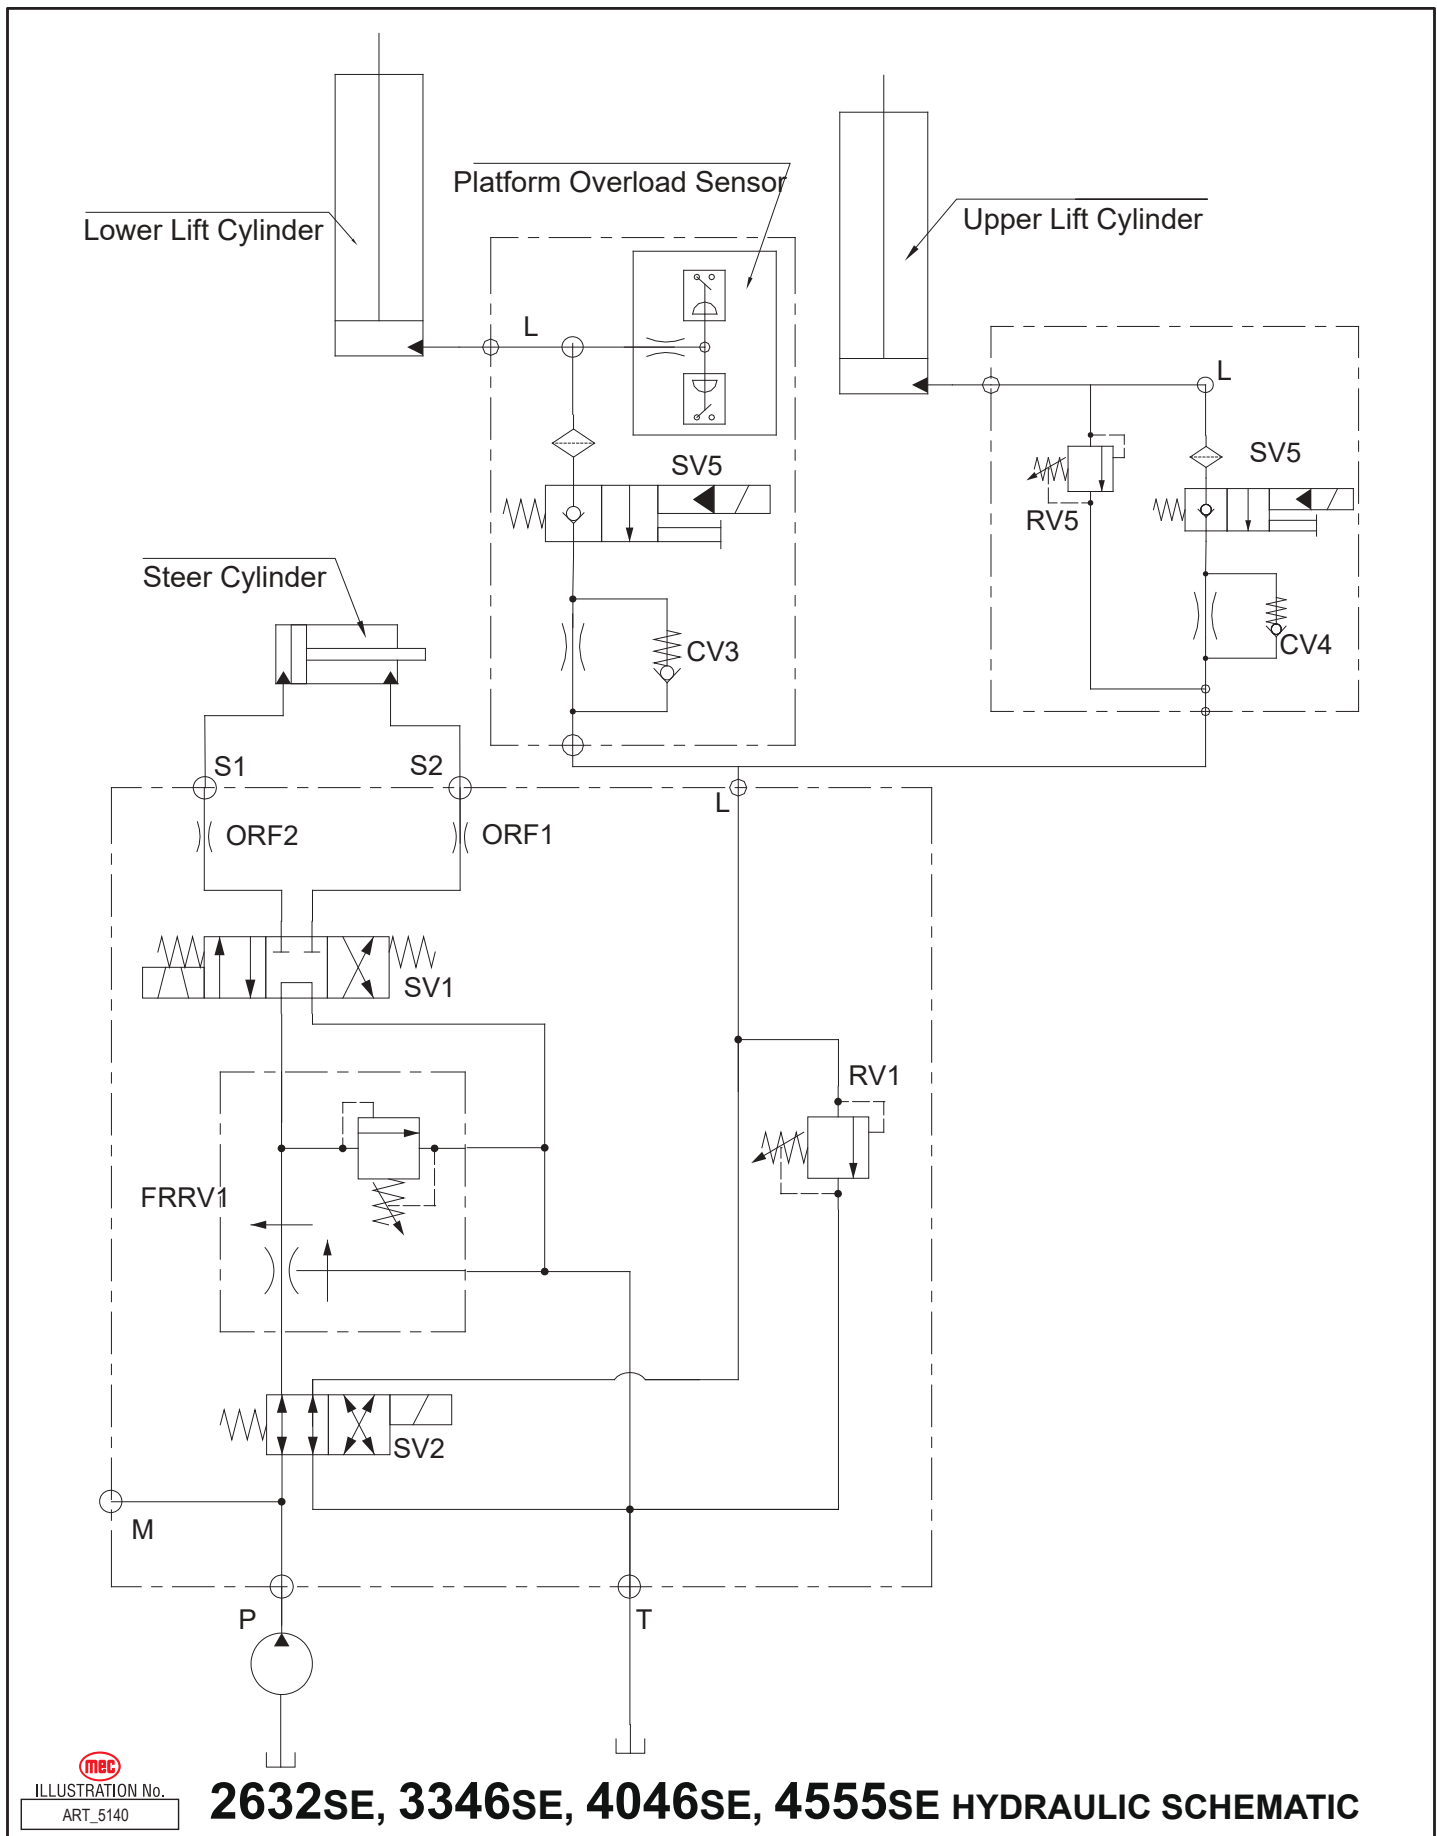 Platform Overload Sensor
Lower Lift Cylinder
Upper Lift Cylinder
L
L
SV5
SV5
RV5
Steer Cylinder
CV3
CV4
S1
S2
L
ORF2
ORF1
SV1
RV1
FRRV1
SV2
M
P
T
mec
ILLUSTRATION No.
ART_5140
2632SE, 3346SE, 4046SE, 4555SE HYDRAULIC SCHEMATIC